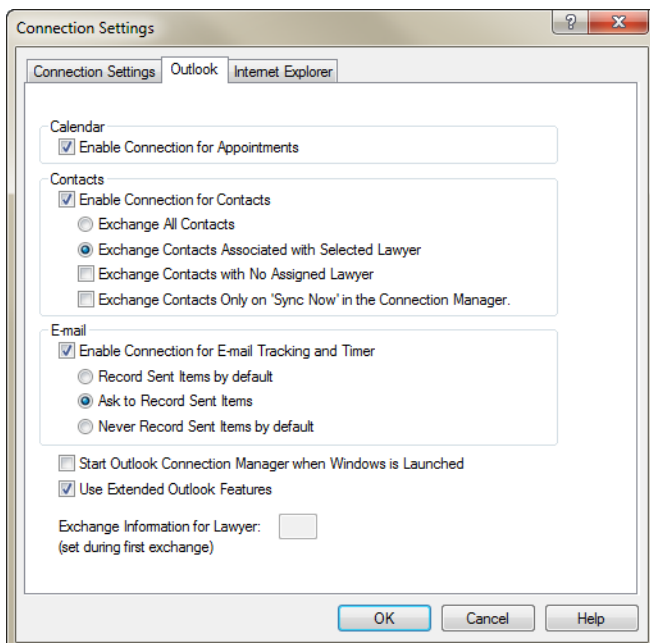 Connection Settings
Connection Settings Outlook Internet Explorer
Calendar
Enable Connection for Appointments
Contacts
Enable Connection for Contacts
Exchange All Contacts
Exchange Contacts Associated with Selected Lawyer
Exchange Contacts with No Assigned Lawyer
Exchange Contacts Only on 'Sync Now' in the Connection Manager.
E-mail
Enable Connection for E-mail Tracking and Timer
Record Sent Items by default
Ask to Record Sent Items
Never Record Sent Items by default
Start Outlook Connection Manager when Windows is Launched
Use Extended Outlook Features
Exchange Information for Lawyer:
(set during first exchange)
OK Cancel Help